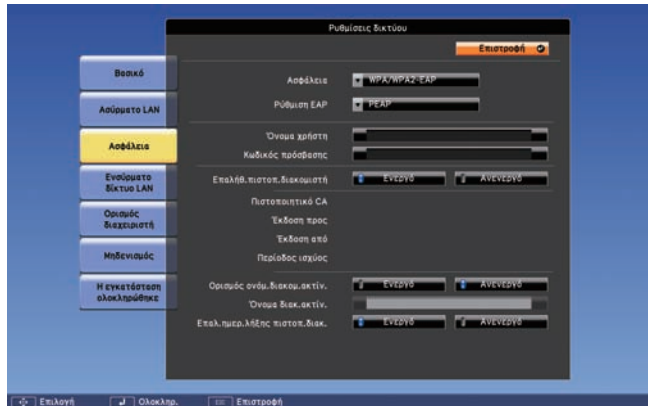 Ρυθμίσεις δικτύου
Επιστροφή
Βασικό
Ασύρματο LAN
Ασφάλεια
Ενσύρματο
δίκτυο LAN
Ορισμός
διαχειριστή
Μηδενισμός
Η εγκατάσταση
ολοκληρώθηκε
Ασφάλεια WPA/WPA2-EAP
Ρύθμιση EAP PEAP
Όνομα χρήστη
Κωδικός πρόσβασης
Επαλήθ.πιστοπ.διακομιστή Ενεργό Ανενεργό
Πιστοποιητικό CA
Έκδοση προς
Έκδοση από
Περίοδος ισχύος
Ορισμός ονόμ.διακομ.ακτίν. Ενεργό Ανενεργό
Όνομα διακ.ακτίν.
Επαλ.ημερ.λήξης πιστοπ.διακ. Ενεργό Ανενεργό
Επιλογή Ολοκληρ. Επιστροφή